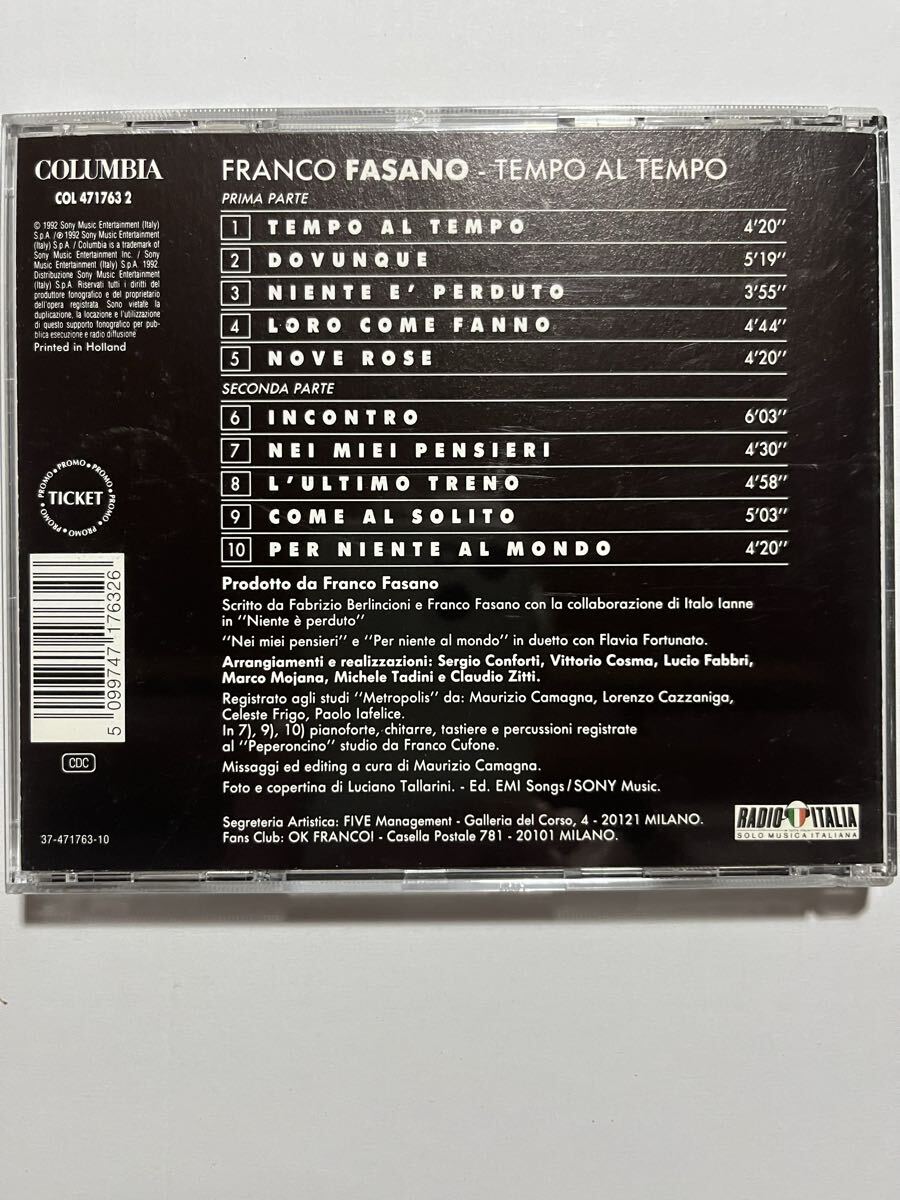 COLUMBIA
COL 471763 2
© 1992 Sony Music Entertainment (Italy)
S.p.A. /℗ 1992 Sony Music Entertainment
(Italy) S.p.A. / Columbia is a trademark of
Sony Music Entertainment Inc. / Sony
Music Entertainment (Italy) S.p.A. 1992.
Distribuzione Sony Music Entertainment
(Italy) S.p.A. Riservati tutti i diritti del
produttore fonografico e del proprietario
dell'opera registrata. Sono vietate la
duplicazione, la locazione e l'utilizzazione
di questo supporto fonografico per pub-
blica esecuzione e radio diffusione
Printed in Holland
FRANCO FASANO - TEMPO AL TEMPO
PRIMA PARTE
1 TEMPO AL TEMPO 4'20''
2 DOVUNQUE 5'19''
3 NIENTE E' PERDUTO 3'55''
4 LORO COME FANNO 4'44''
5 NOVE ROSE 4'20''
SECONDA PARTE
6 INCONTRO 6'03''
7 NEI MIEI PENSIERI 4'30''
8 L'ULTIMO TRENO 4'58''
9 COME AL SOLITO 5'03''
10 PER NIENTE AL MONDO 4'20''
PROMO • PROMO • PROMO • PROMO • PROMO • PROMO •
TICKET
5 099747 176326
CDC
37-471763-10
Prodotto da Franco Fasano
Scritto da Fabrizio Berlincioni e Franco Fasano con la collaborazione di Italo Ianne
in ''Niente è perduto''
''Nei miei pensieri'' e ''Per niente al mondo'' in duetto con Flavia Fortunato.
Arrangiamenti e realizzazioni: Sergio Conforti, Vittorio Cosma, Lucio Fabbri,
Marco Mojana, Michele Tadini e Claudio Zitti.
Registrato agli studi ''Metropolis'' da: Maurizio Camagna, Lorenzo Cazzaniga,
Celeste Frigo, Paolo Iafelice.
In 7), 9), 10) pianoforte, chitarre, tastiere e percussioni registrate
al ''Peperoncino'' studio da Franco Cufone.
Missaggi ed editing a cura di Maurizio Camagna.
Foto e copertina di Luciano Tallarini. - Ed. EMI Songs/SONY Music.
Segreteria Artistica: FIVE Management - Galleria del Corso, 4 - 20121 MILANO.
Fans Club: OK FRANCO! - Casella Postale 781 - 20101 MILANO.
RADIO ITALIA
SOLO MUSICA ITALIANA